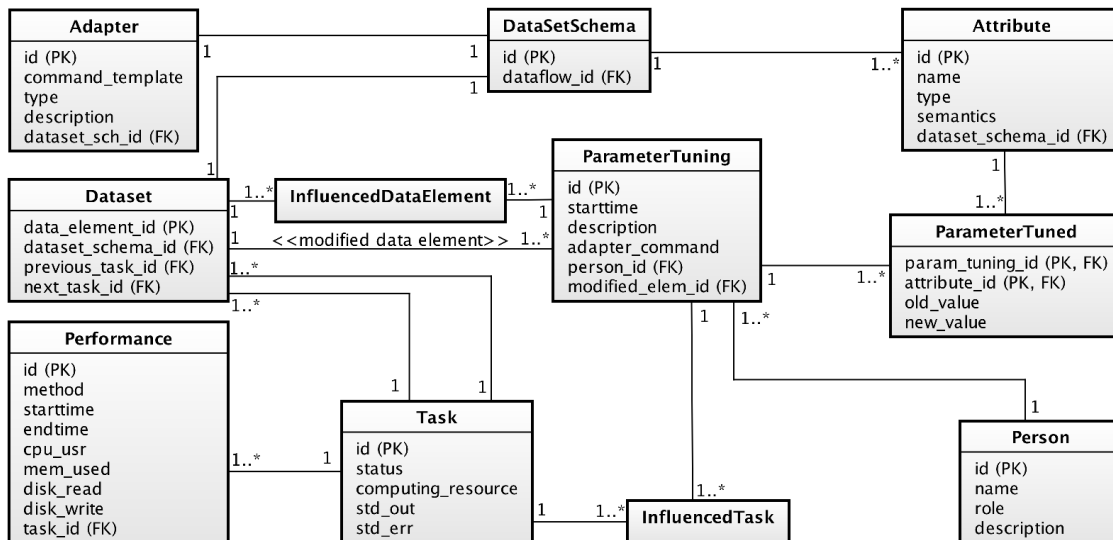 Adapter
id (PK)
command_template
type
description
dataset_sch_id (FK)
1
1
DataSetSchema
id (PK)
dataflow_id (FK)
1
1..*
Attribute
id (PK)
name
type
semantics
dataset_schema_id (FK)
1
1
1
1..*
Dataset
data_element_id (PK)
dataset_schema_id (FK)
previous_task_id (FK)
next_task_id (FK)
1..*
1
InfluencedDataElement
1..*
1
1
<<modified data element>>
1..*
1..*
1..*
1
1
ParameterTuning
id (PK)
starttime
description
adapter_command
person_id (FK)
modified_elem_id (FK)
1
1..*
1
1..*
ParameterTuned
param_tuning_id (PK, FK)
attribute_id (PK, FK)
old_value
new_value
Performance
id (PK)
method
starttime
endtime
cpu_usr
mem_used
disk_read
disk_write
task_id (FK)
1..*
1
Task
id (PK)
status
computing_resource
std_out
std_err
1
1..*
1..*
InfluencedTask
1
Person
id (PK)
name
role
description